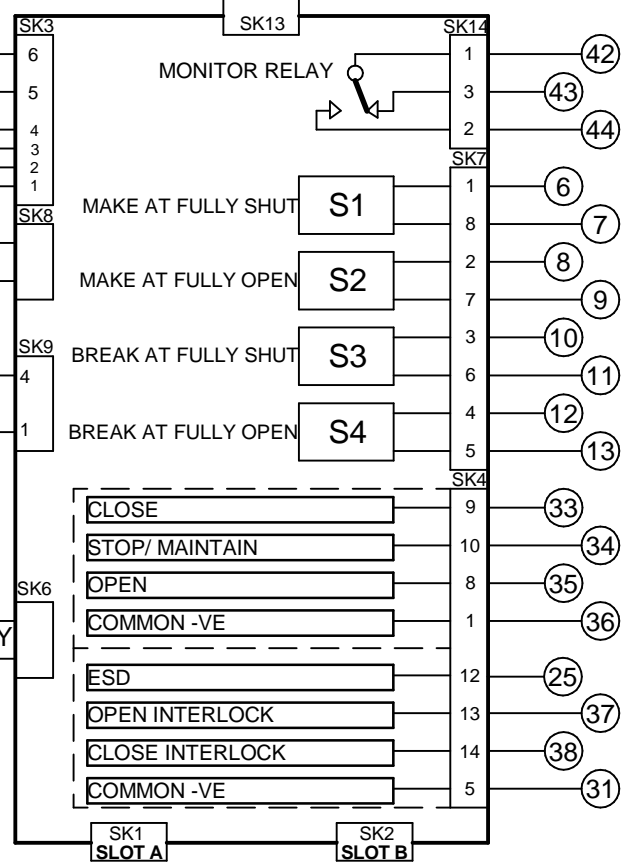 SK13
SK3
6
5
4
3
2
1
SK8
SK9
4
1
SK6
Y
MONITOR RELAY
SK14
1 42
3 43
2 44
SK7
MAKE AT FULLY SHUT S1 1 6
8 7
MAKE AT FULLY OPEN S2 2 8
7 9
BREAK AT FULLY SHUT S3 3 10
6 11
BREAK AT FULLY OPEN S4 4 12
5 13
SK4
CLOSE 9 33
STOP/ MAINTAIN 10 34
OPEN 8 35
COMMON -VE 1 36
ESD 12 25
OPEN INTERLOCK 13 37
CLOSE INTERLOCK 14 38
COMMON -VE 5 31
SK1
SLOT A
SK2
SLOT B